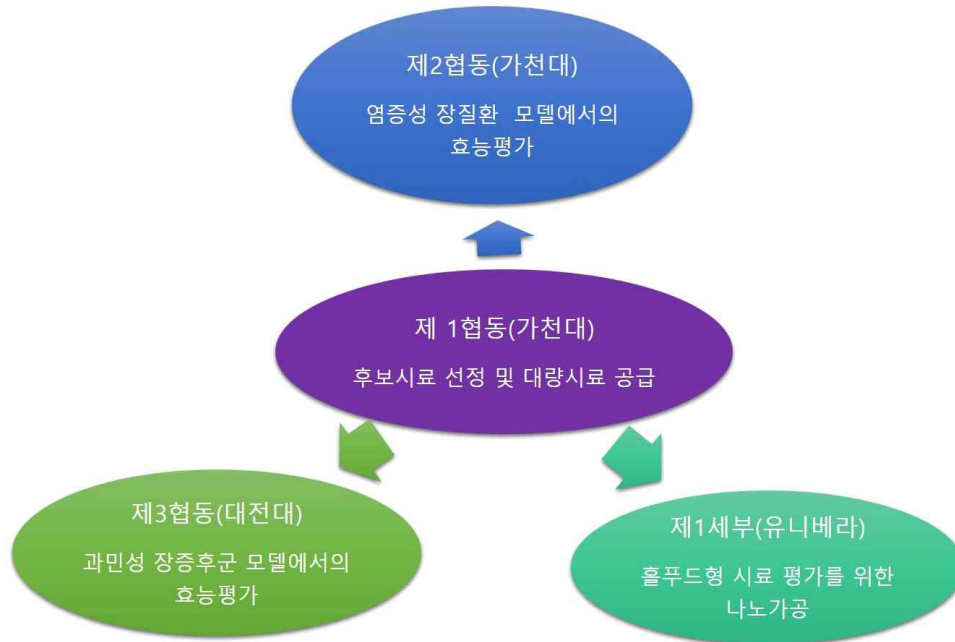 제2협동(가천대)
염증성 장질환 모델에서의
효능평가
제 1협동(가천대)
후보시료 선정 및 대량시료 공급
제3협동(대전대)
과민성 장증후군 모델에서의
효능평가
제1세부(유니베라)
홀푸드형 시료 평가를 위한
나노가공